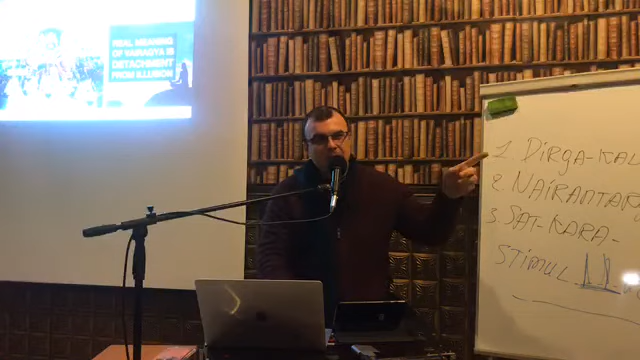 REAL MEANING
OF VAIRAGYA IS
DETACHMENT
FROM ILLUSION
1. DIRGA-KAL
2. NAIRANTAR
3. SAT-KARA-
STIMUL